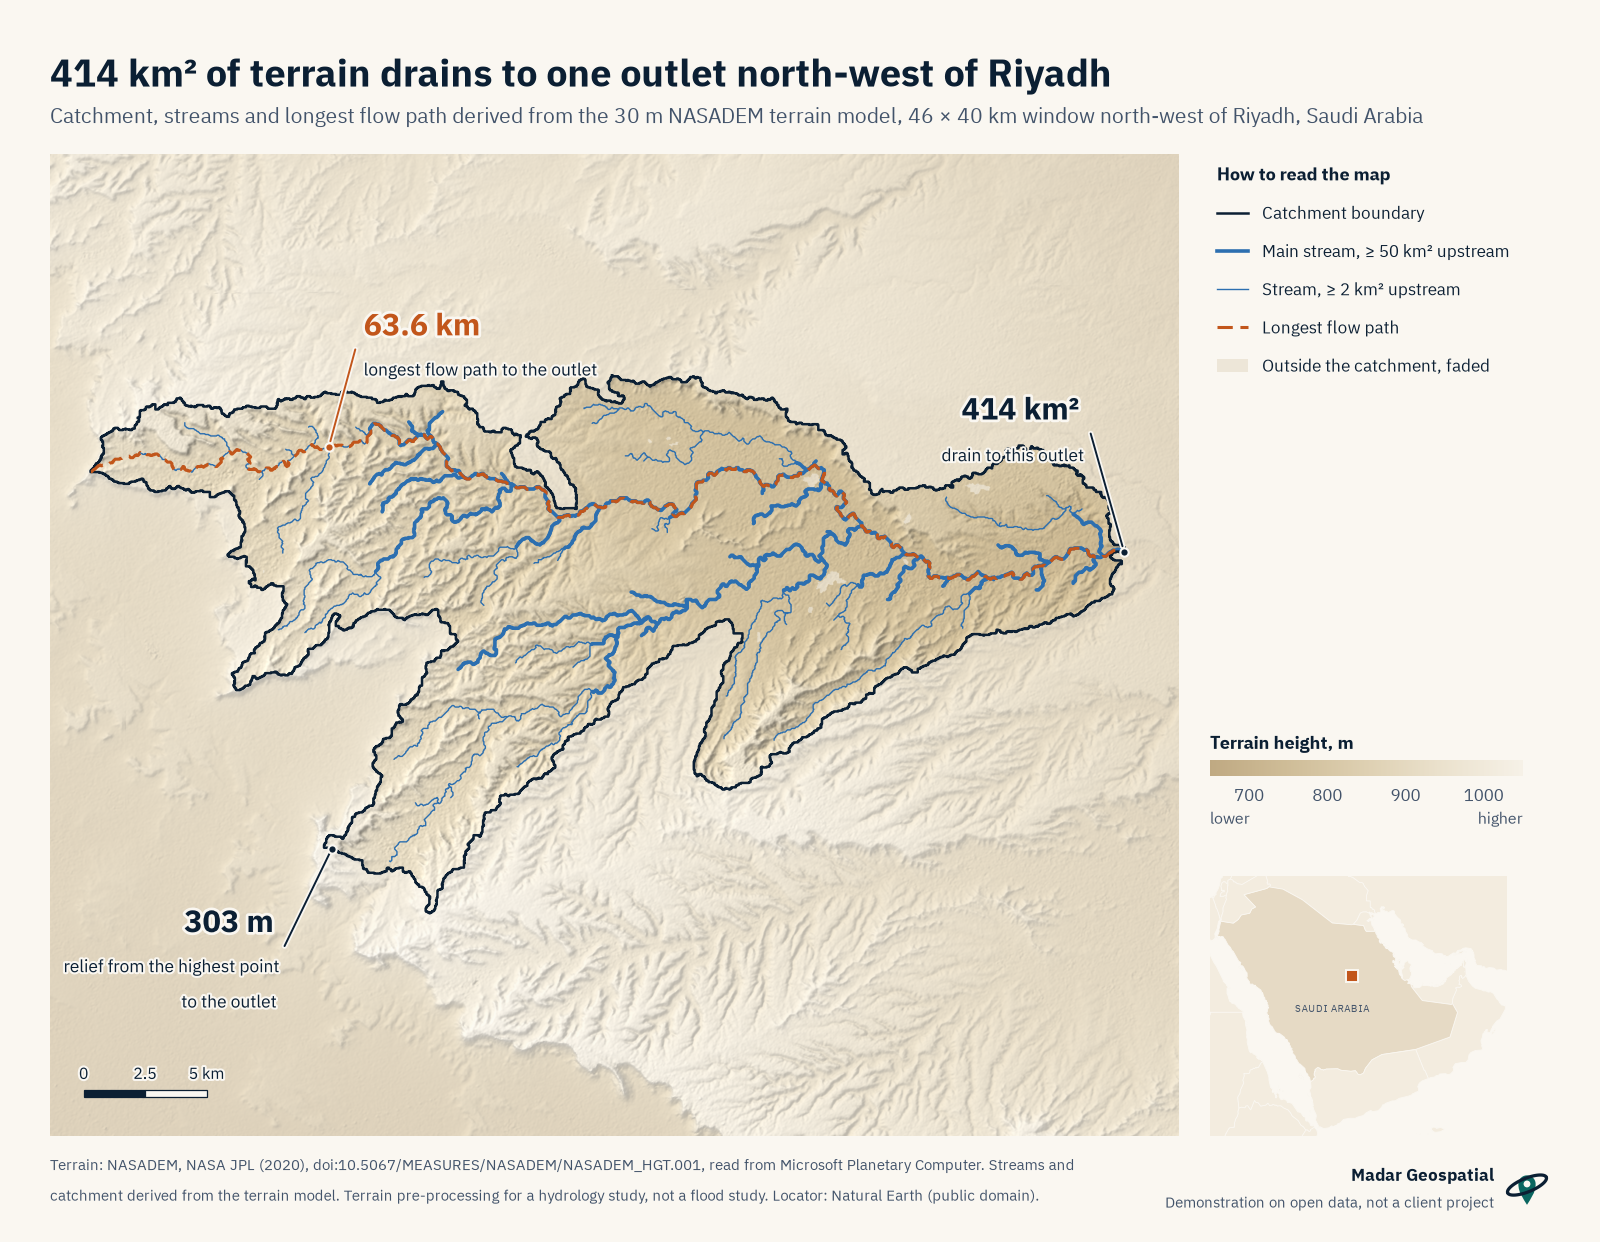 414 km² of terrain drains to one outlet north-west of Riyadh
Catchment, streams and longest flow path derived from the 30 m NASADEM terrain model, 46 × 40 km window north-west of Riyadh, Saudi Arabia
How to read the map
Catchment boundary
Main stream, ≥ 50 km² upstream
Stream, ≥ 2 km² upstream
Longest flow path
Outside the catchment, faded
63.6 km
longest flow path to the outlet
414 km²
drain to this outlet
303 m
relief from the highest point
to the outlet
0 2.5 5 km
Terrain height, m
700 800 900 1000
lower higher
SAUDI ARABIA
Terrain: NASADEM, NASA JPL (2020), doi:10.5067/MEASURES/NASADEM/NASADEM_HGT.001, read from Microsoft Planetary Computer. Streams and
catchment derived from the terrain model. Terrain pre-processing for a hydrology study, not a flood study. Locator: Natural Earth (public domain).
Madar Geospatial
Demonstration on open data, not a client project